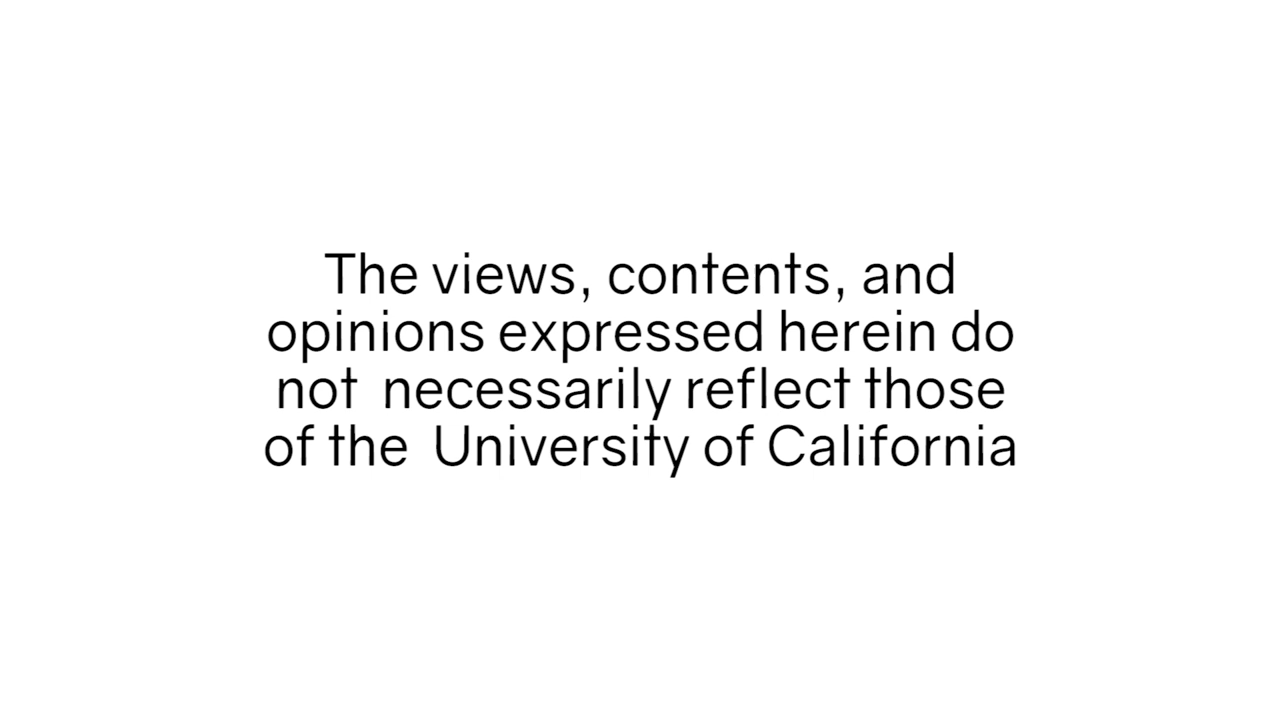 The views, contents, and
opinions expressed herein do
not  necessarily reflect those
of the  University of California